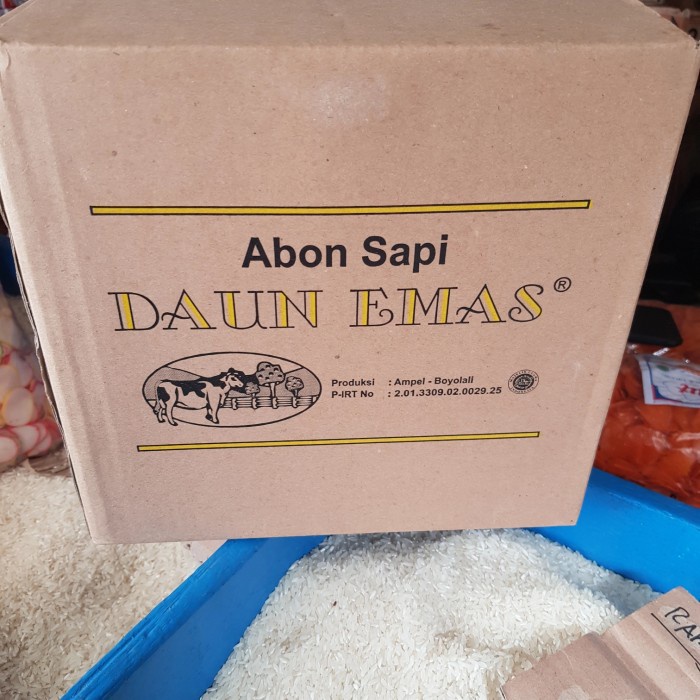 Abon Sapi
DAUN EMAS®
Produksi : Ampel - Boyolali
P-IRT No : 2.01.3309.02.0029.25